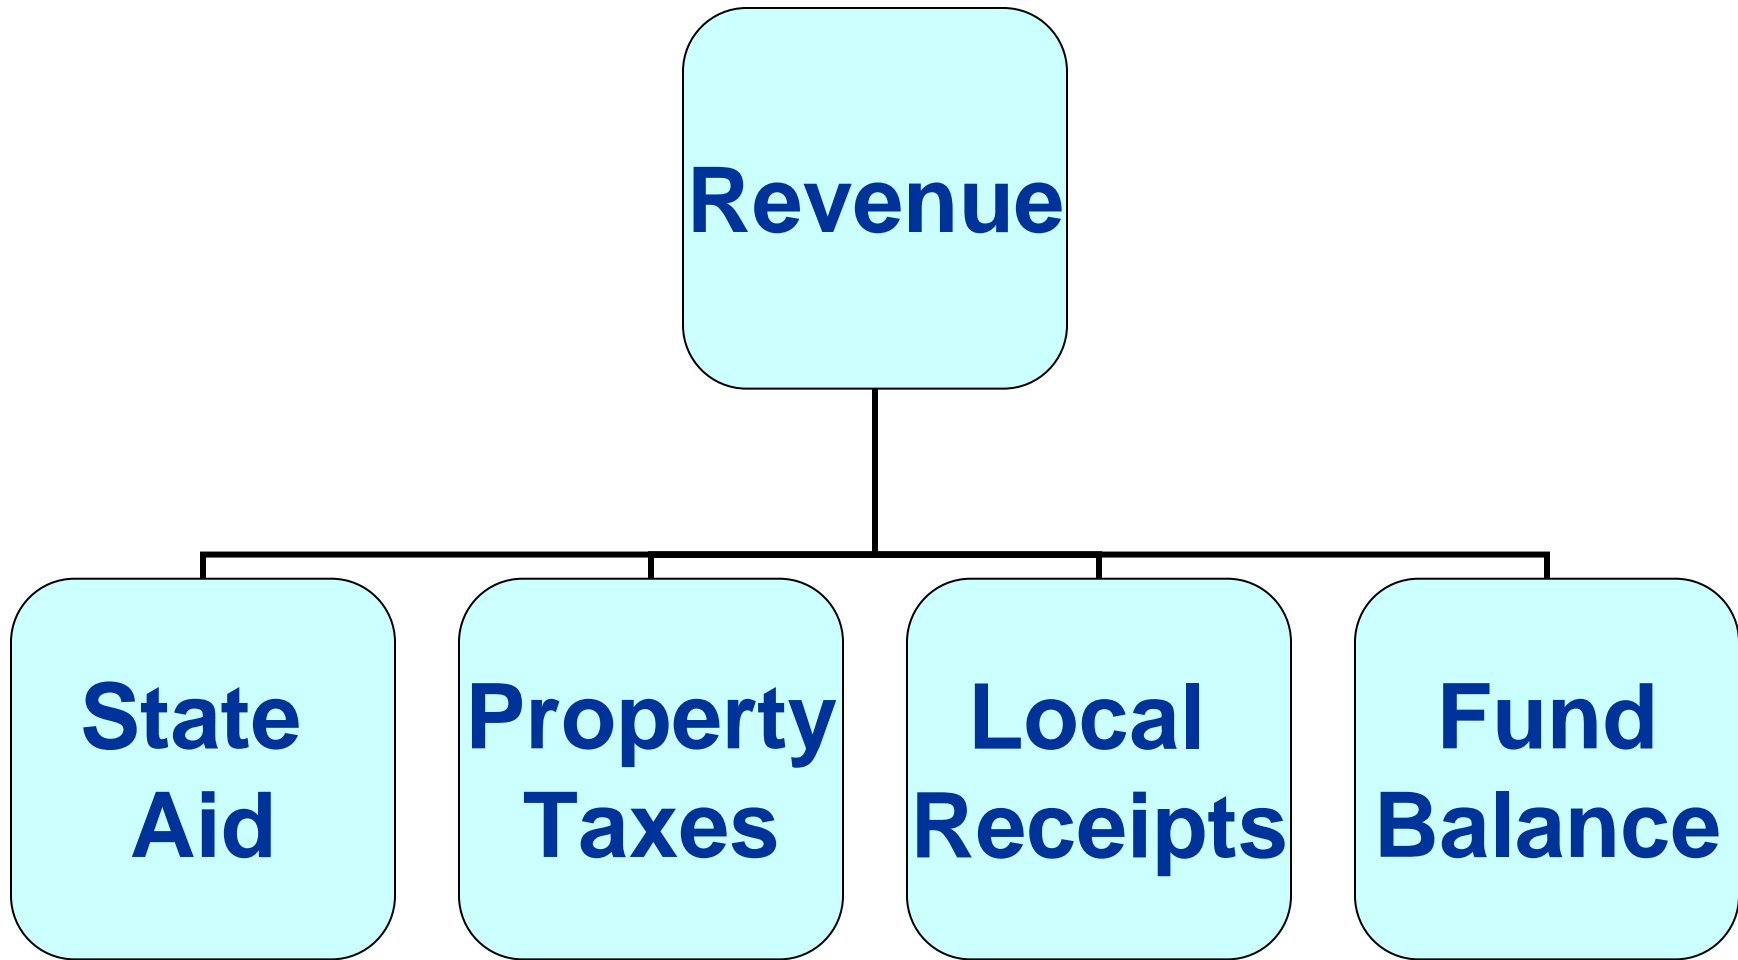 Revenue
State
Aid
Property
Taxes
Local
Receipts
Fund
Balance